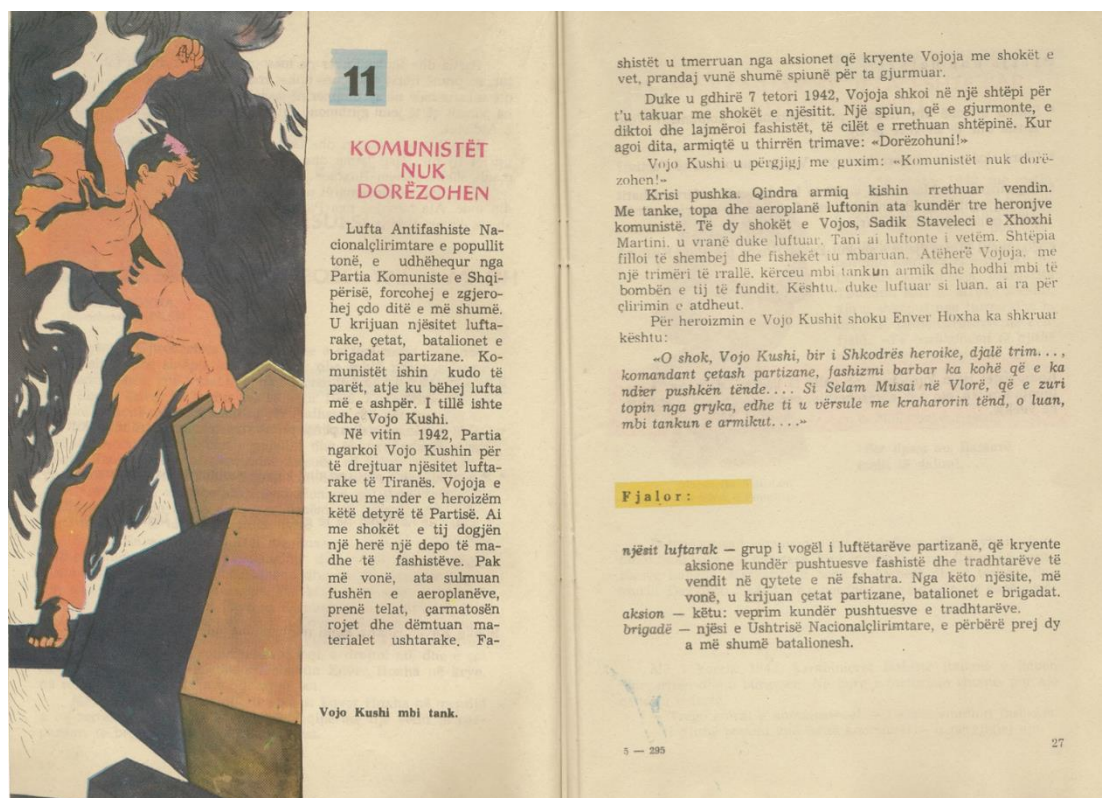 11
KOMUNISTËT
NUK
DORËZOHEN
Lufta Antifashiste Na-
cionalçlirimtare e popullit
tonë, e udhëhequr nga
Partia Komuniste e Shqi-
përisë, forcohej e zgjero-
hej çdo ditë e më shumë.
U krijuan njësitet lufta-
rake, çetat, batalionet e
brigadat partizane. Ko-
munistët ishin kudo të
parët, atje ku bëhej lufta
më e ashpër. I tillë ishte
edhe Vojo Kushi.
Në vitin 1942, Partia
ngarkoi Vojo Kushin për
të drejtuar njësitet lufta-
rake të Tiranës. Vojoja e
kreu me nder e heroizëm
këtë detyrë të Partisë. Ai
me shokët e tij dogjën
një herë një depo të ma-
dhe të fashistëve. Pak
më vonë, ata sulmuan
fushën e aeroplanëve,
prenë telat, çarmatosën
rojet dhe dëmtuan ma-
terialet ushtarake. Fa-
Vojo Kushi mbi tank.
shistët u tmerruan nga aksionet që kryente Vojoja me shokët e
vet, prandaj vunë shumë spiunë për ta gjurmuar.
Duke u gdhirë 7 tetori 1942, Vojoja shkoi në një shtëpi për
t'u takuar me shokët e njësitit. Një spiun, që e gjurmonte, e
diktoi dhe lajmëroi fashistët, të cilët e rrethuan shtëpinë. Kur
agoi dita, armiqtë u thirrën trimave: «Dorëzohuni!»
Vojo Kushi u përgjigj me guxim: «Komunistët nuk dorë-
zohen!»
Krisi pushka. Qindra armiq kishin rrethuar vendin.
Me tanke, topa dhe aeroplanë luftonin ata kundër tre heronjve
komunistë. Të dy shokët e Vojos, Sadik Staveleci e Xhoxhi
Martini, u vranë duke luftuar. Tani ai luftonte i vetëm. Shtëpia
filloi të shembej dhe fishekët iu mbaruan. Atëherë Vojoja, me
një trimëri të rrallë, kërceu mbi tankun armik dhe hodhi mbi të
bombën e tij të fundit. Kështu, duke luftuar si luan, ai ra për
çlirimin e atdheut.
Për heroizmin e Vojo Kushit shoku Enver Hoxha ka shkruar
kështu:
«O shok, Vojo Kushi, bir i Shkodrës heroike, djalë trim...,
komandant çetash partizane, fashizmi barbar ka kohë që e ka
ndier pushkën tënde.... Si Selam Musai në Vlorë, që e zuri
topin nga gryka, edhe ti u vërsule me kraharorin tënd, o luan,
mbi tankun e armikut....»
Fjalor:
njësit luftarak — grup i vogël i luftëtarëve partizanë, që kryente
aksione kundër pushtuesve fashistë dhe tradhtarëve të
vendit në qytete e në fshatra. Nga këto njësite, më
vonë, u krijuan çetat partizane, batalionet e brigadat.
aksion — këtu: veprim kundër pushtuesve e tradhtarëve.
brigadë — njësi e Ushtrisë Nacionalçlirimtare, e përbërë prej dy
a më shumë batalionesh.
5 — 295
27